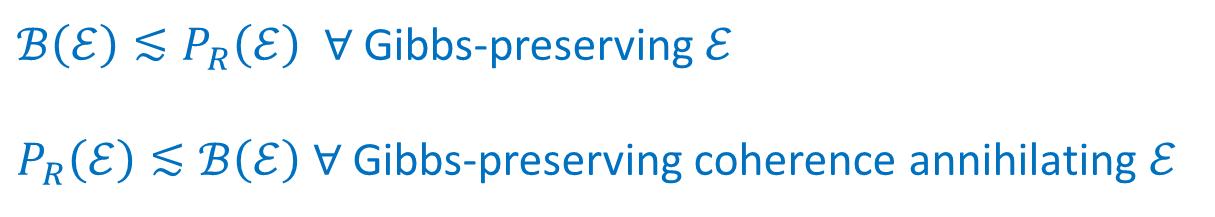 ℬ(ℰ) ≲ P_R(ℰ) ∀ Gibbs-preserving ℰ
P_R(ℰ) ≲ ℬ(ℰ) ∀ Gibbs-preserving coherence annihilating ℰ